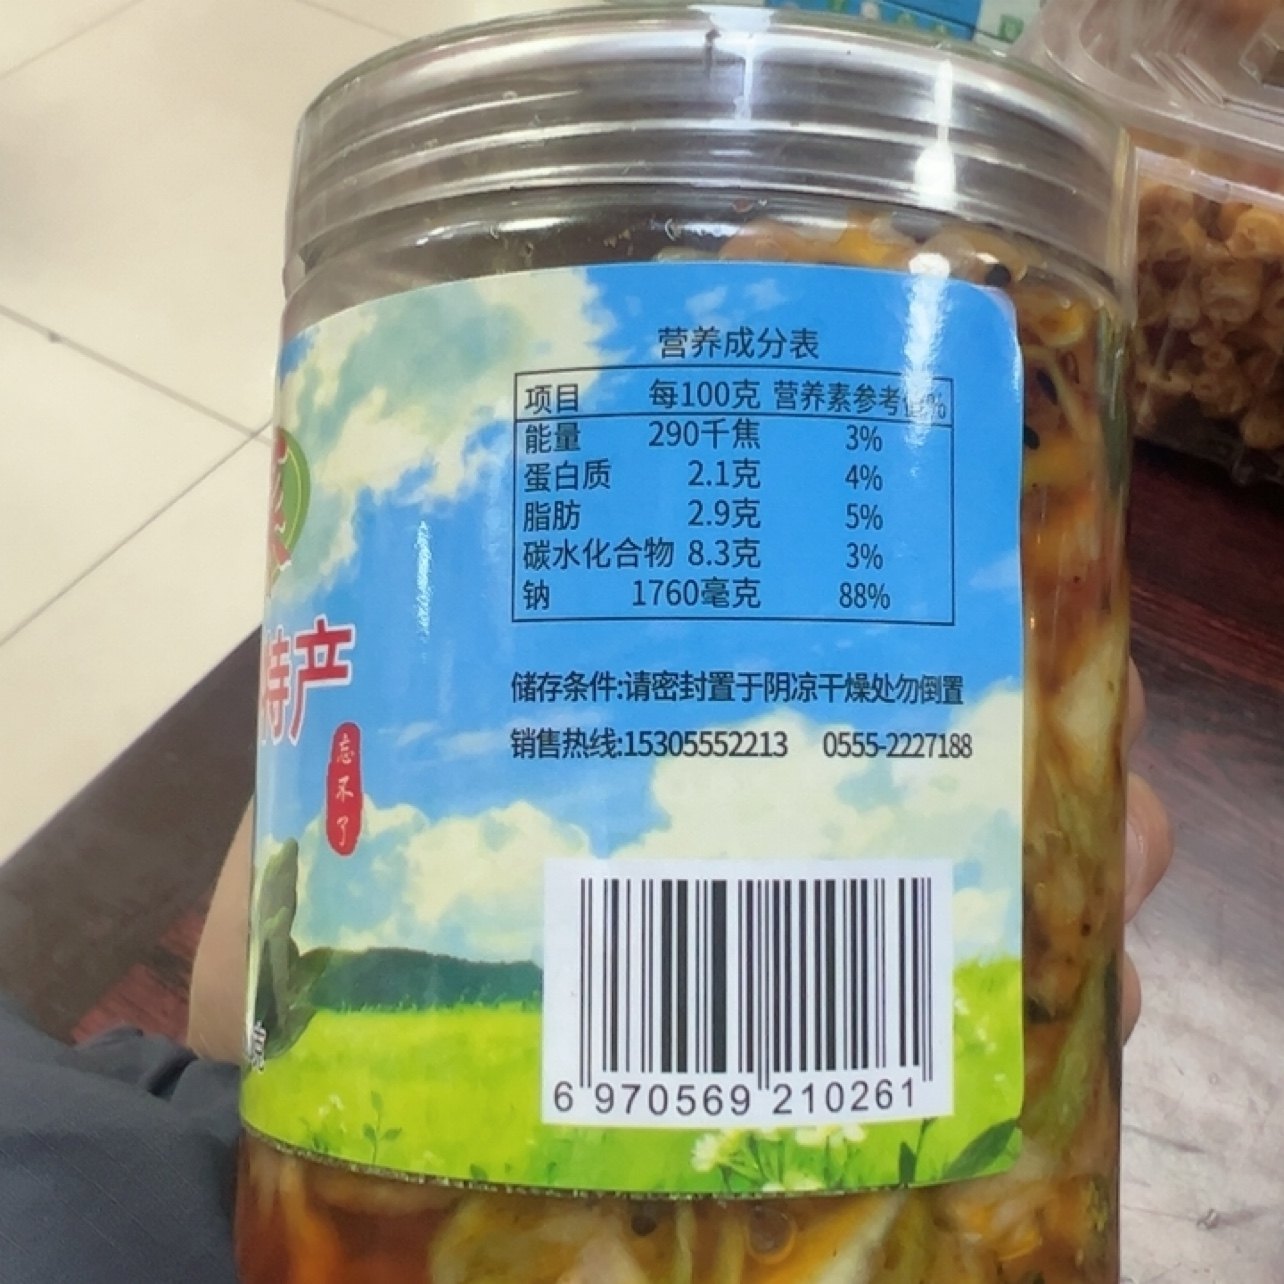 营养成分表
项目 每100克 营养素参考值%
能量 290千焦 3%
蛋白质 2.1克 4%
脂肪 2.9克 5%
碳水化合物 8.3克 3%
钠 1760毫克 88%
储存条件:请密封置于阴凉干燥处勿倒置
销售热线:15305552213 0555-2227188
特产
忘不了
6 970569 210261